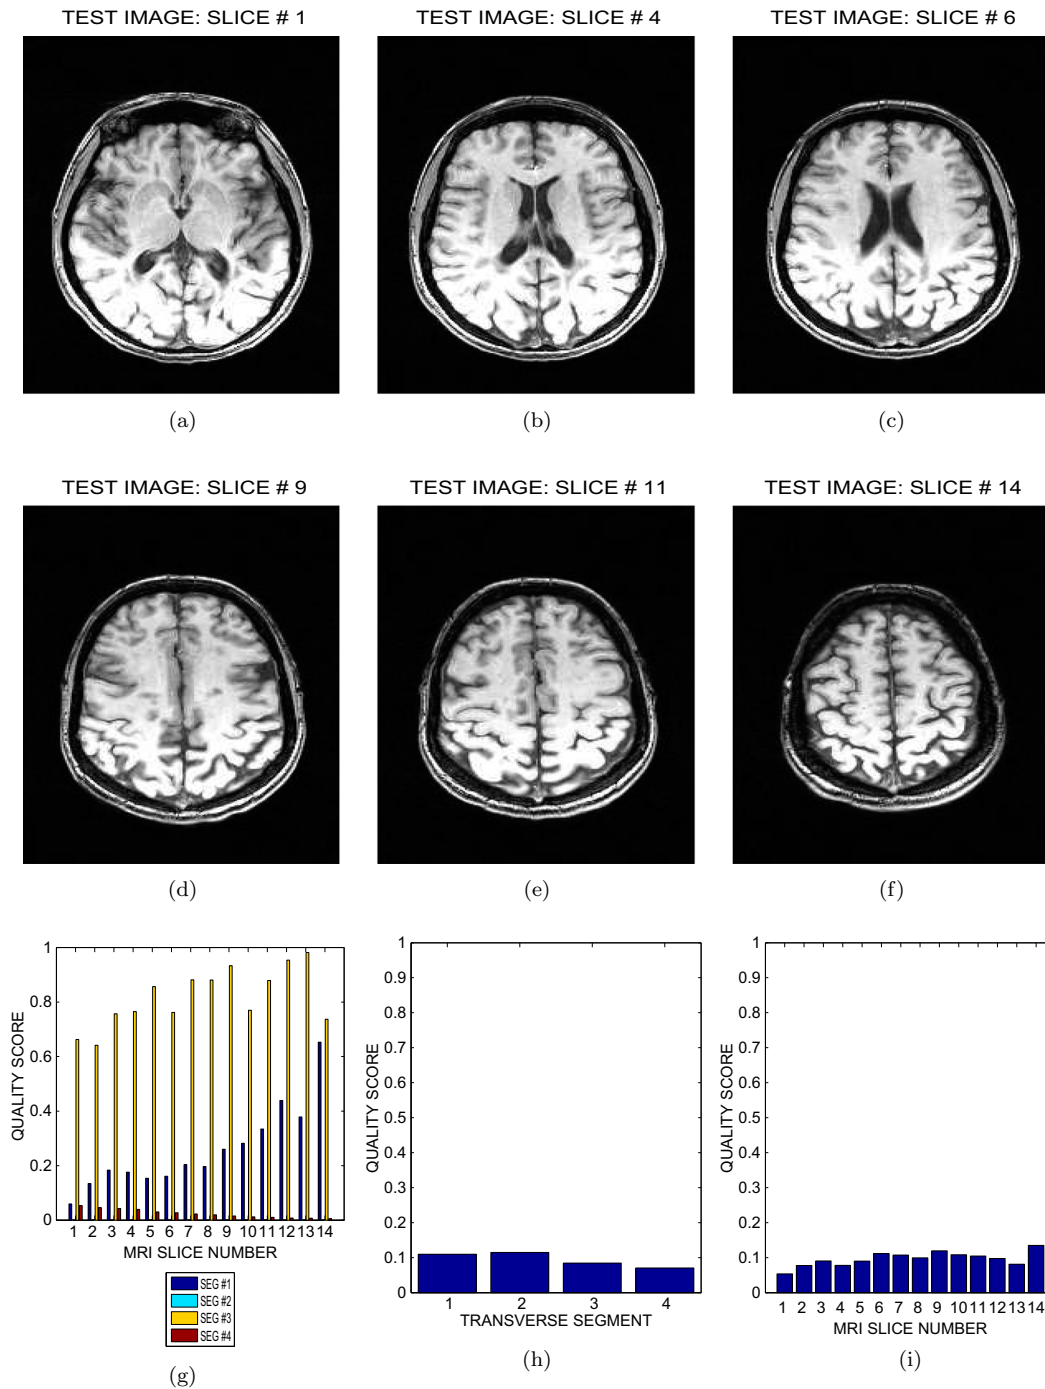 TEST IMAGE: SLICE # 1
TEST IMAGE: SLICE # 4
TEST IMAGE: SLICE # 6
(a)
(b)
(c)
TEST IMAGE: SLICE # 9
TEST IMAGE: SLICE # 11
TEST IMAGE: SLICE # 14
(d)
(e)
(f)
1
0.8
0.6
0.4
0.2
0
QUALITY SCORE
1 2 3 4 5 6 7 8 9 10 11 12 13 14
MRI SLICE NUMBER
SEG #1
SEG #2
SEG #3
SEG #4
(g)
1
0.9
0.8
0.7
0.6
0.5
0.4
0.3
0.2
0.1
0
QUALITY SCORE
1 2 3 4
TRANSVERSE SEGMENT
(h)
1
0.9
0.8
0.7
0.6
0.5
0.4
0.3
0.2
0.1
0
QUALITY SCORE
1 2 3 4 5 6 7 8 9 10 11 12 13 14
MRI SLICE NUMBER
(i)